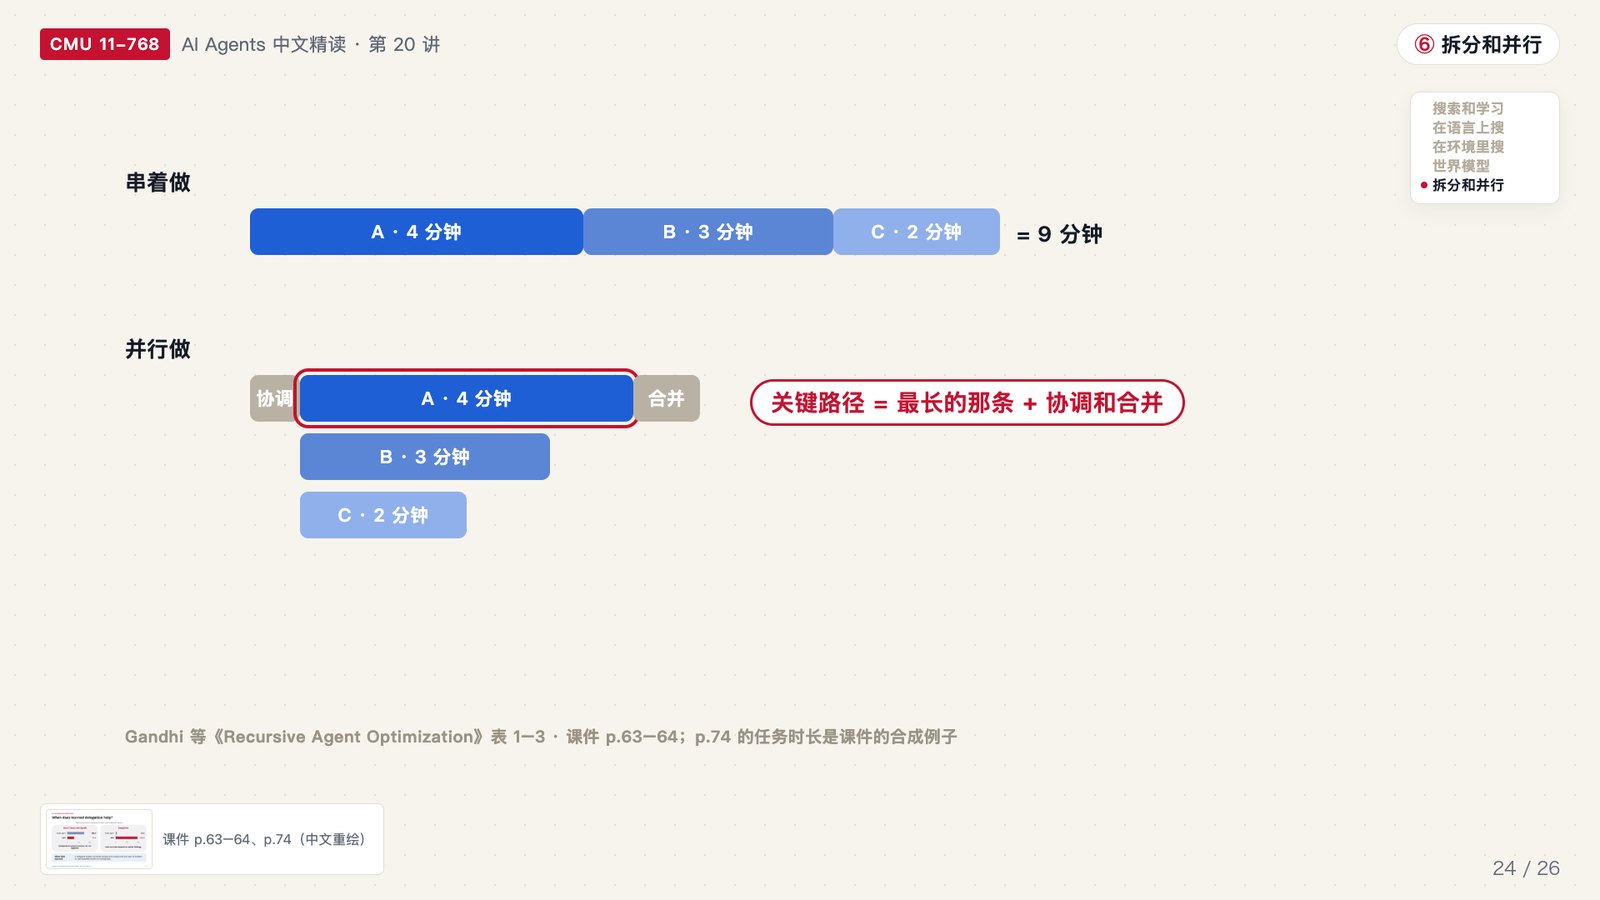 CMU 11-768 AI Agents 中文精读 · 第 20 讲
⑥ 拆分和并行
搜索和学习
在语言上搜
在环境里搜
世界模型
拆分和并行
串着做
A · 4 分钟 B · 3 分钟 C · 2 分钟 = 9 分钟
并行做
协调 A · 4 分钟 合并 关键路径 = 最长的那条 + 协调和合并
B · 3 分钟
C · 2 分钟
Gandhi 等《Recursive Agent Optimization》表 1—3 · 课件 p.63—64；p.74 的任务时长是课件的合成例子
When does learned delegation help?
课件 p.63—64、p.74（中文重绘）
24 / 26